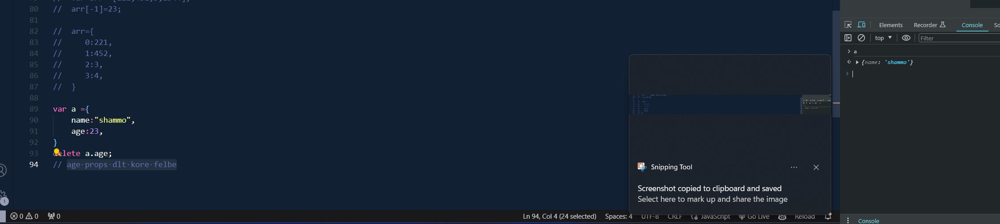 80 //  arr[-1]=23;
81
82 //  arr={
83 //     0:221,
84 //     1:452,
85 //     2:3,
86 //     3:4,
87 //  }
88
89 var a ={
90     name:"shammo",
91     age:23,
92 }
93 delete a.age;
94 // age props dlt kore felbe
Snipping Tool
Screenshot copied to clipboard and saved
Select here to mark up and share the image
1
0 0 0 Ln 94, Col 4 (24 selected) Spaces: 4 UTF-8 CRLF JavaScript Go Live Reload
Elements Recorder Console So
top Filter
> a
{name: 'shammo'}
>
Console